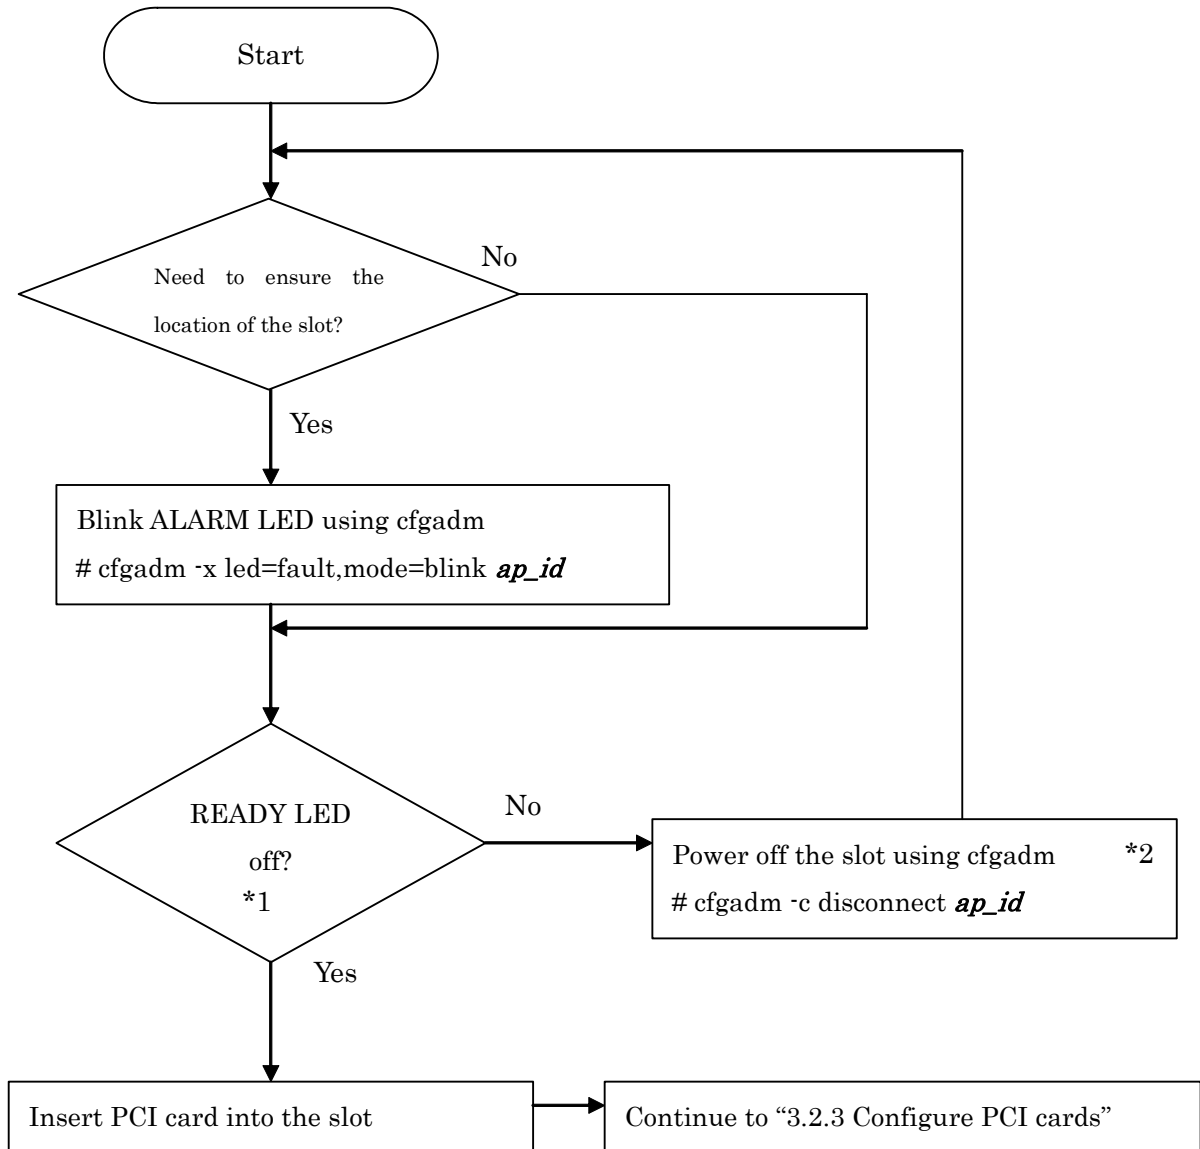 Start
No
Need to ensure the
location of the slot?
Yes
Blink ALARM LED using cfgadm
# cfgadm -x led=fault,mode=blink ap_id
READY LED
off?
*1
No
Power off the slot using cfgadm *2
# cfgadm -c disconnect ap_id
Yes
Insert PCI card into the slot
Continue to “3.2.3 Configure PCI cards”